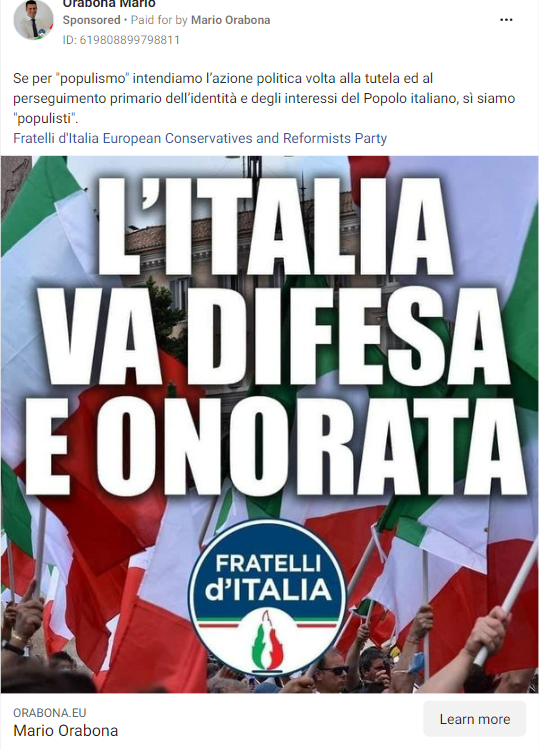 Orabona Mario
Sponsored • Paid for by Mario Orabona
ID: 619808899798811
Se per "populismo" intendiamo l'azione politica volta alla tutela ed al
perseguimento primario dell'identità e degli interessi del Popolo italiano, sì siamo
"populisti".
Fratelli d'Italia European Conservatives and Reformists Party
L'ITALIA
VA DIFESA
E ONORATA
FRATELLI
d'ITALIA
ORABONA.EU
Mario Orabona
Learn more